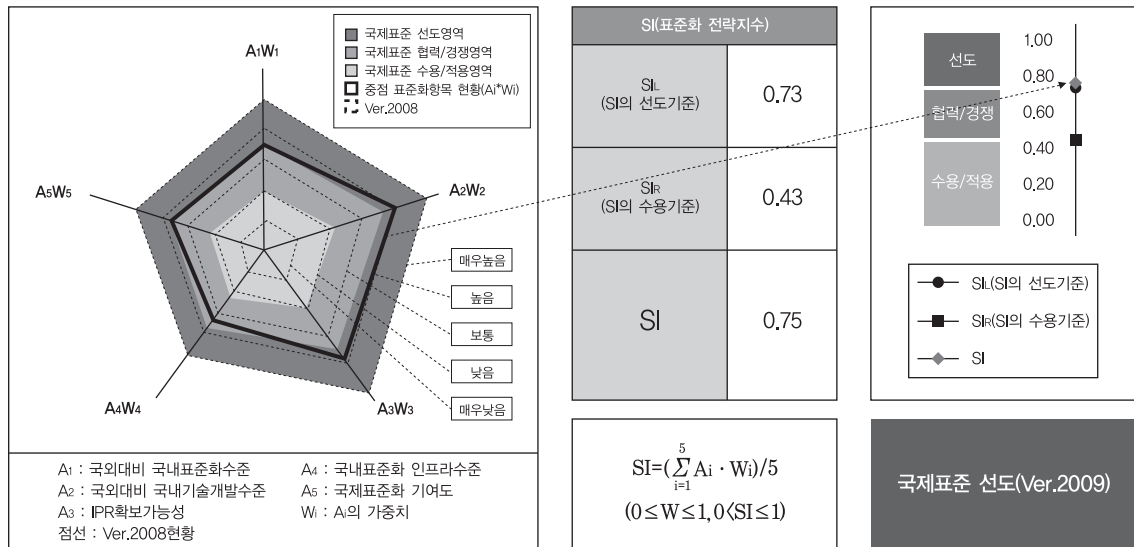 국제표준 선도영역
국제표준 협력/경쟁영역
국제표준 수용/적용영역
중점 표준화항목 현황(Ai*Wi)
Ver.2008
A1W1
A2W2
A3W3
A4W4
A5W5
매우높음
높음
보통
낮음
매우낮음
A1 : 국외대비 국내표준화수준
A2 : 국외대비 국내기술개발수준
A3 : IPR확보가능성
점선 : Ver.2008현황
A4 : 국내표준화 인프라수준
A5 : 국제표준화 기여도
Wi : Ai의 가중치
SI(표준화 전략지수)
SIL
(SI의 선도기준)
0.73
SIR
(SI의 수용기준)
0.43
SI
0.75
SI=(5∑i=1 Ai · Wi)/5
(0≤W≤1, 0<SI≤1)
선도
협력/경쟁
수용/적용
1.00
0.80
0.60
0.40
0.20
0.00
SIL(SI의 선도기준)
SIR(SI의 수용기준)
SI
국제표준 선도(Ver.2009)